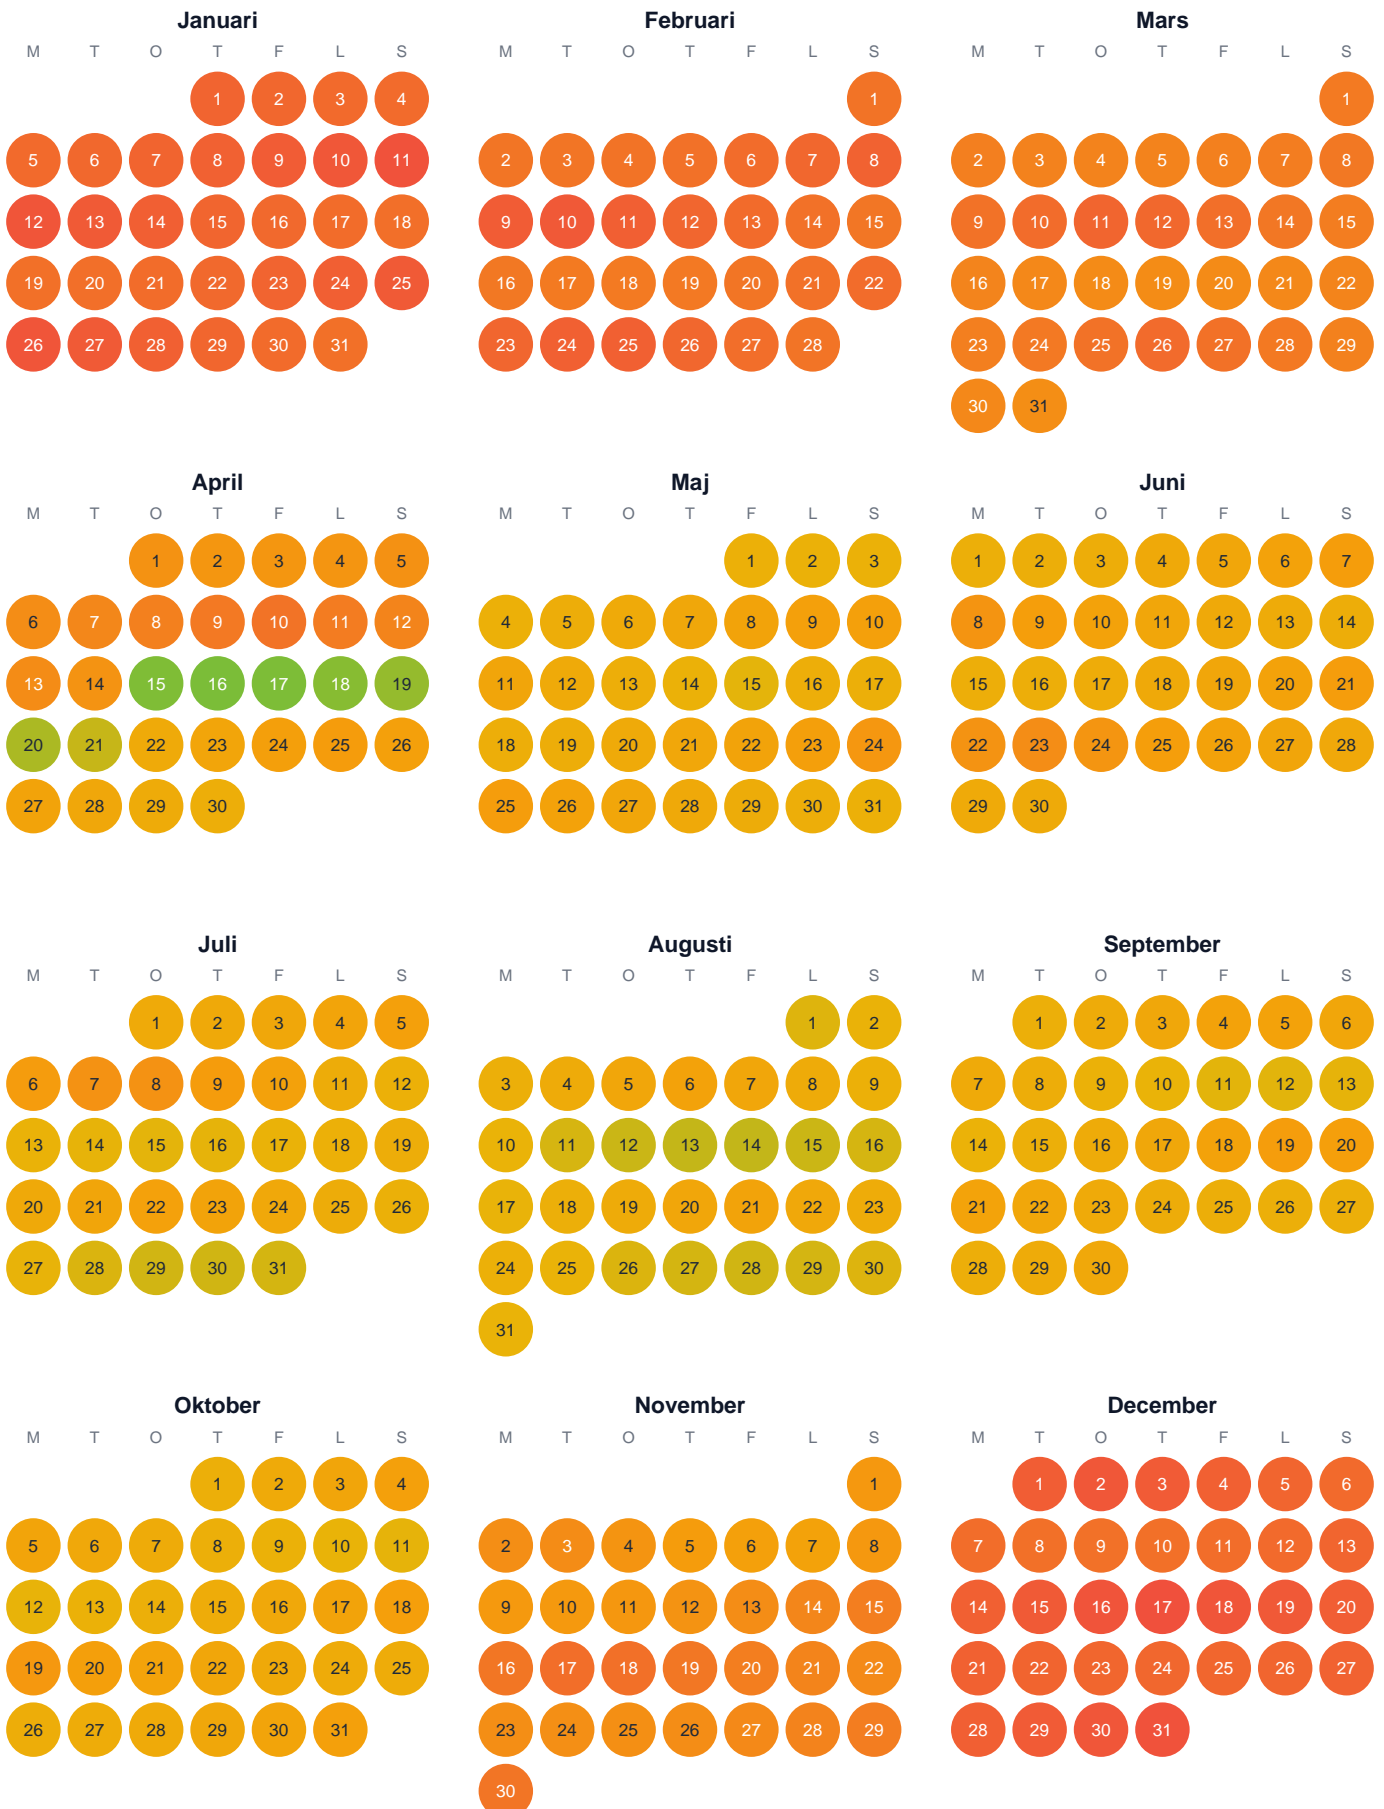 Januari Februari Mars
M T O T F L S M T O T F L S M T O T F L S
1 2 3 4 1 1
5 6 7 8 9 10 11 2 3 4 5 6 7 8 2 3 4 5 6 7 8
12 13 14 15 16 17 18 9 10 11 12 13 14 15 9 10 11 12 13 14 15
19 20 21 22 23 24 25 16 17 18 19 20 21 22 16 17 18 19 20 21 22
26 27 28 29 30 31 23 24 25 26 27 28 23 24 25 26 27 28 29
30 31
April Maj Juni
M T O T F L S M T O T F L S M T O T F L S
1 2 3 4 5 1 2 3 1 2 3 4 5 6 7
6 7 8 9 10 11 12 4 5 6 7 8 9 10 8 9 10 11 12 13 14
13 14 15 16 17 18 19 11 12 13 14 15 16 17 15 16 17 18 19 20 21
20 21 22 23 24 25 26 18 19 20 21 22 23 24 22 23 24 25 26 27 28
27 28 29 30 25 26 27 28 29 30 31 29 30
Juli Augusti September
M T O T F L S M T O T F L S M T O T F L S
1 2 3 4 5 1 2 1 2 3 4 5 6
6 7 8 9 10 11 12 3 4 5 6 7 8 9 7 8 9 10 11 12 13
13 14 15 16 17 18 19 10 11 12 13 14 15 16 14 15 16 17 18 19 20
20 21 22 23 24 25 26 17 18 19 20 21 22 23 21 22 23 24 25 26 27
27 28 29 30 31 24 25 26 27 28 29 30 28 29 30
31
Oktober November December
M T O T F L S M T O T F L S M T O T F L S
1 2 3 4 1 1 2 3 4 5 6
5 6 7 8 9 10 11 2 3 4 5 6 7 8 7 8 9 10 11 12 13
12 13 14 15 16 17 18 9 10 11 12 13 14 15 14 15 16 17 18 19 20
19 20 21 22 23 24 25 16 17 18 19 20 21 22 21 22 23 24 25 26 27
26 27 28 29 30 31 23 24 25 26 27 28 29 28 29 30 31
30